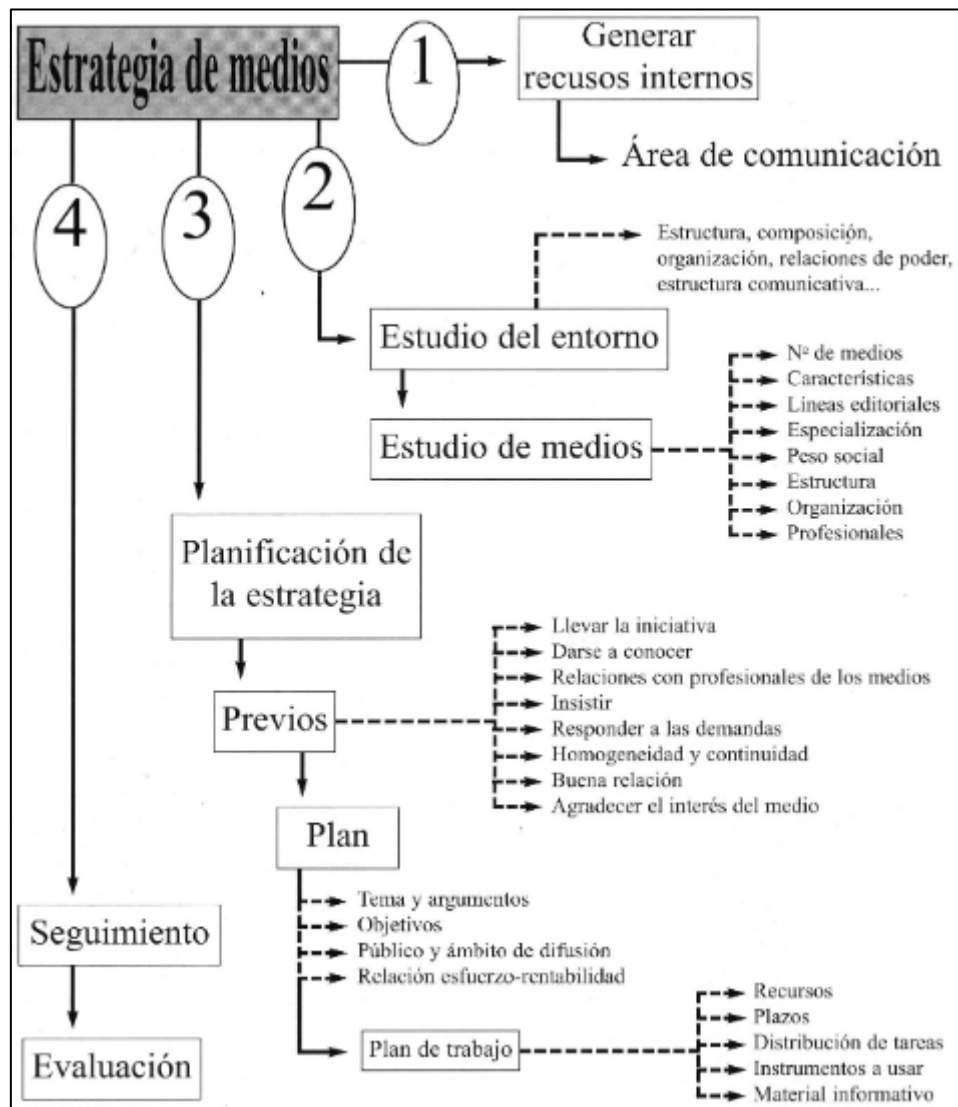 Estrategia de medios
1
Generar
recusos internos
Área de comunicación
2
3
4
Estructura, composición,
organización, relaciones de poder,
estructura comunicativa...
Estudio del entorno
Estudio de medios
Nº de medios
Características
Líneas editoriales
Especialización
Peso social
Estructura
Organización
Profesionales
Planificación de
la estrategia
Previos
Llevar la iniciativa
Darse a conocer
Relaciones con profesionales de los medios
Insistir
Responder a las demandas
Homogeneidad y continuidad
Buena relación
Agradecer el interés del medio
Plan
Tema y argumentos
Objetivos
Público y ámbito de difusión
Relación esfuerzo-rentabilidad
Plan de trabajo
Recursos
Plazos
Distribución de tareas
Instrumentos a usar
Material informativo
Seguimiento
Evaluación